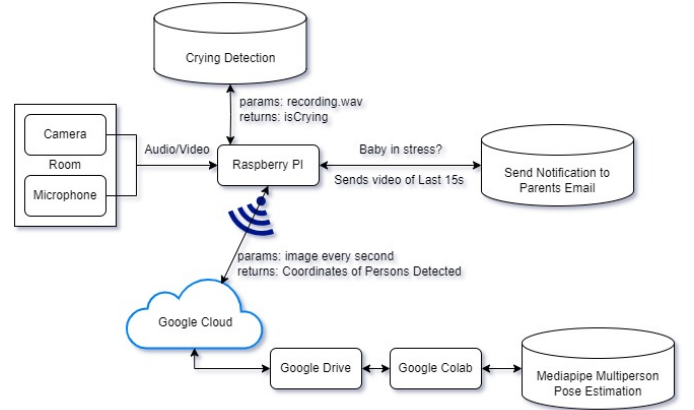 Crying Detection
params: recording.wav
returns: isCrying
Camera
Room
Microphone
Audio/Video
Raspberry PI
Baby in stress?
Sends video of Last 15s
Send Notification to
Parents Email
params: image every second
returns: Coordinates of Persons Detected
Google Cloud
Google Drive
Google Colab
Mediapipe Multiperson
Pose Estimation